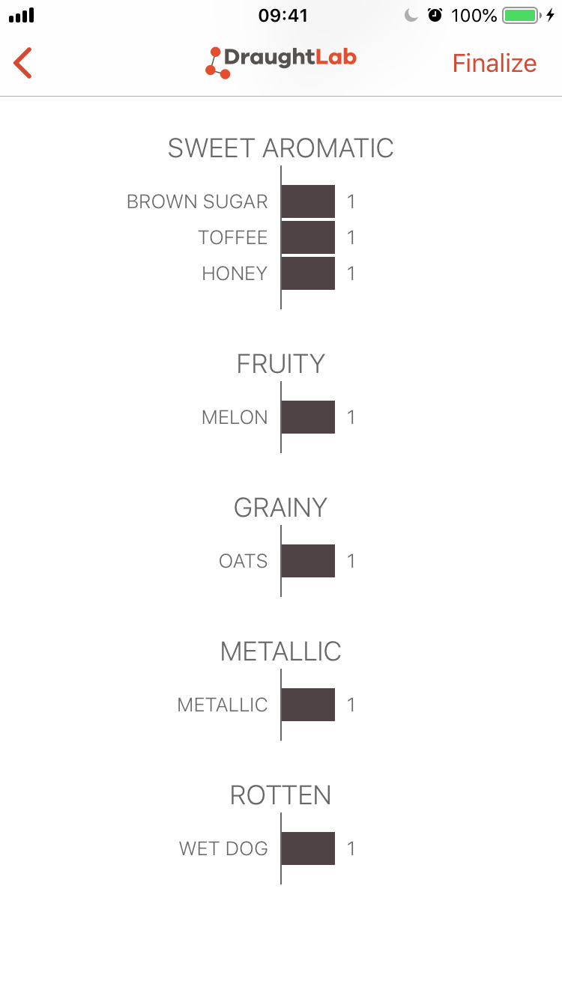 09:41
100%
DraughtLab
Finalize
SWEET AROMATIC
BROWN SUGAR 1
TOFFEE 1
HONEY 1
FRUITY
MELON 1
GRAINY
OATS 1
METALLIC
METALLIC 1
ROTTEN
WET DOG 1